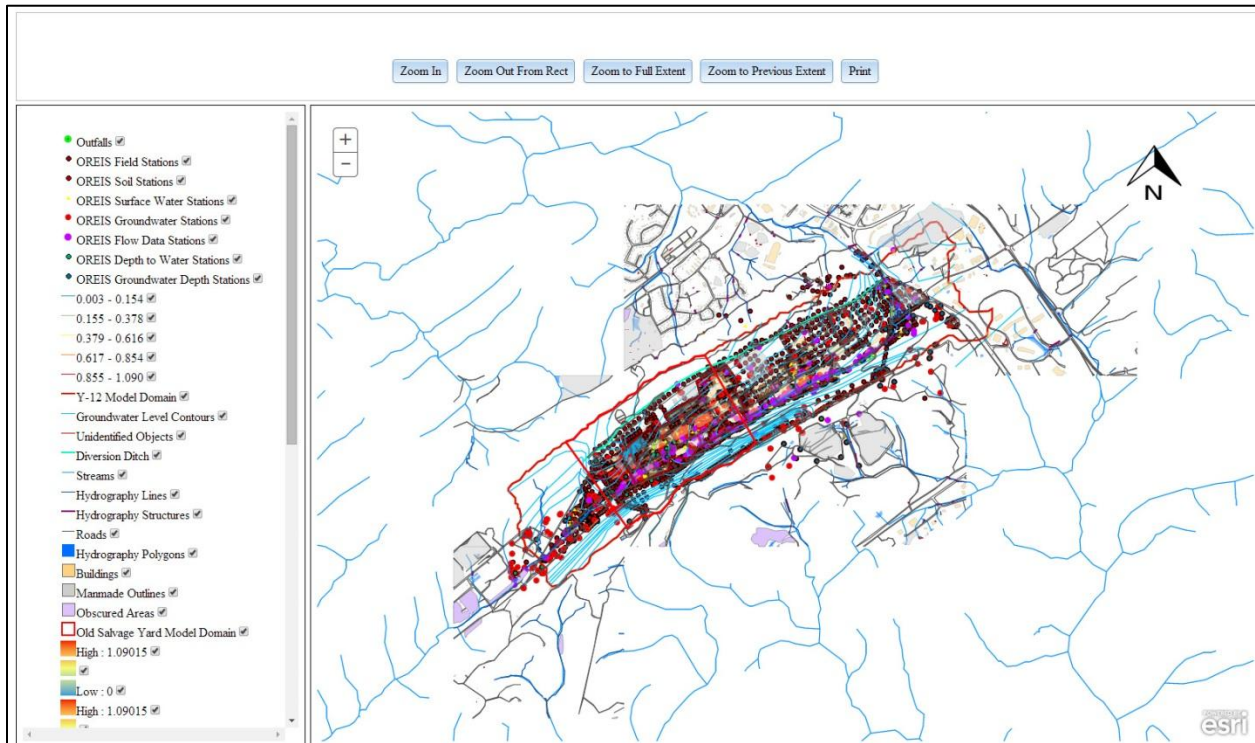 Zoom In Zoom Out From Rect Zoom to Full Extent Zoom to Previous Extent Print
+
−
N
Outfalls
OREIS Field Stations
OREIS Soil Stations
OREIS Surface Water Stations
OREIS Groundwater Stations
OREIS Flow Data Stations
OREIS Depth to Water Stations
OREIS Groundwater Depth Stations
0.003 - 0.154
0.155 - 0.378
0.379 - 0.616
0.617 - 0.854
0.855 - 1.090
Y-12 Model Domain
Groundwater Level Contours
Unidentified Objects
Diversion Ditch
Streams
Hydrography Lines
Hydrography Structures
Roads
Hydrography Polygons
Buildings
Manmade Outlines
Obscured Areas
Old Salvage Yard Model Domain
High : 1.09015
Low : 0
High : 1.09015
esri